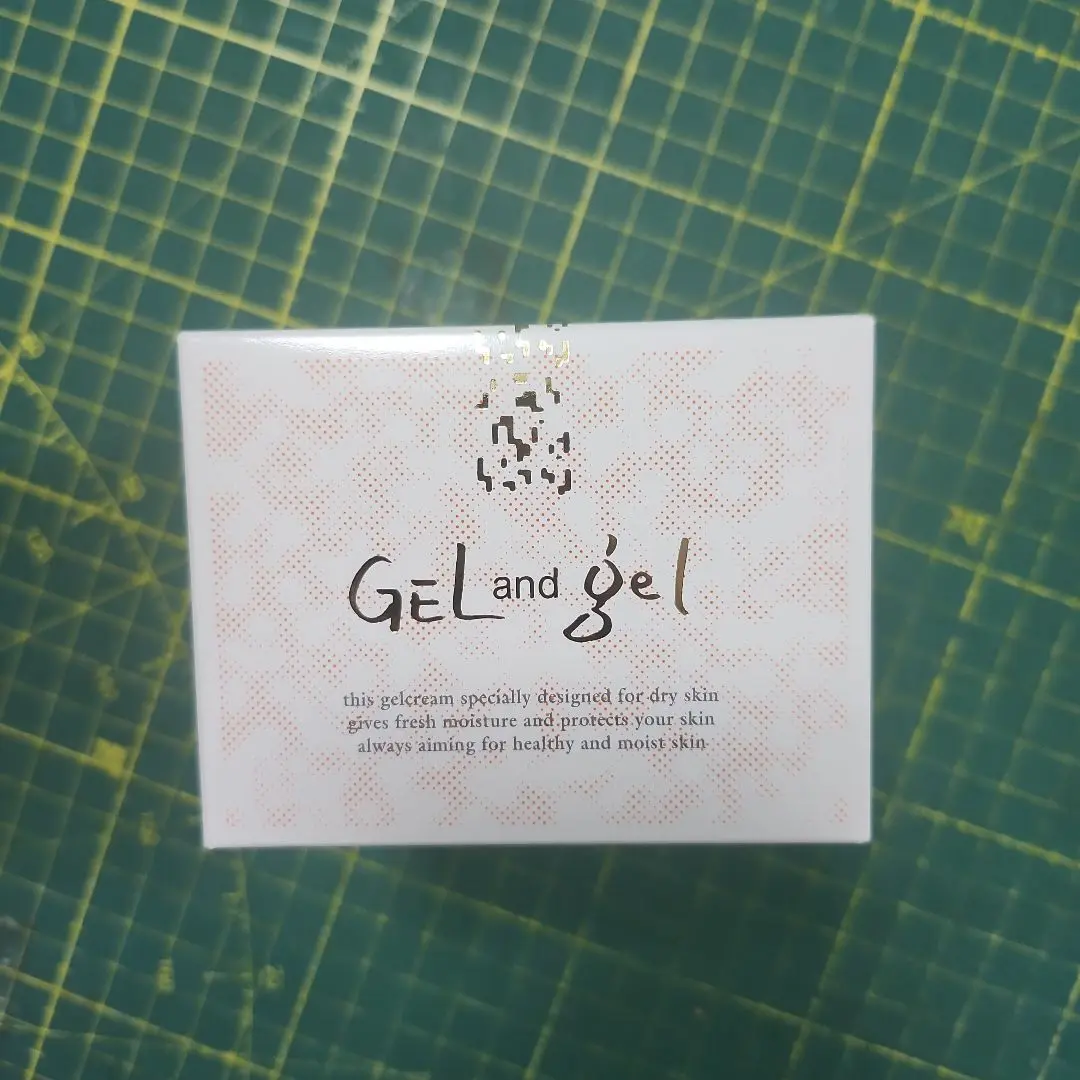 GEL and gel
this gelcream specially designed for dry skin
gives fresh moisture and protects your skin
always aiming for healthy and moist skin